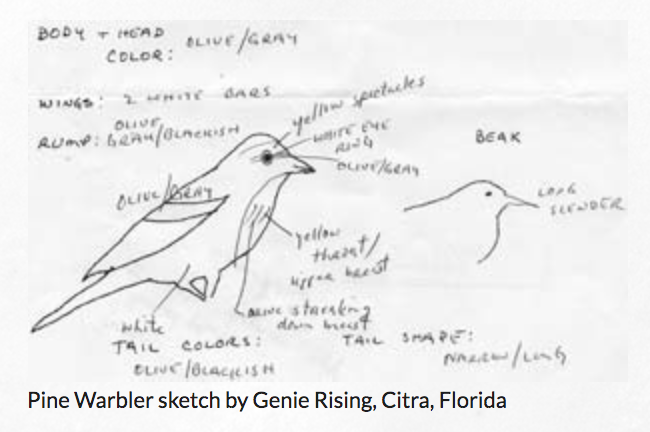 BODY + HEAD
COLOR: OLIVE/GRAY
WINGS: 2 WHITE BARS
OLIVE
RUMP: GRAY/BLACKISH
yellow spectacles
WHITE EYE
RING
OLIVE/GRAY
BEAK
OLIVE/GRAY
LONG
SLENDER
yellow
throat/
upper breast
olive streaking
down breast
white
TAIL COLORS:
OLIVE/BLACKISH
TAIL SHAPE:
NARROW/LONG
Pine Warbler sketch by Genie Rising, Citra, Florida